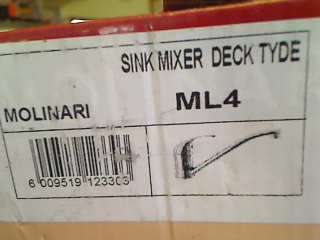 SINK MIXER DECK TYDE
MOLINARI
ML4
6 009519 123303